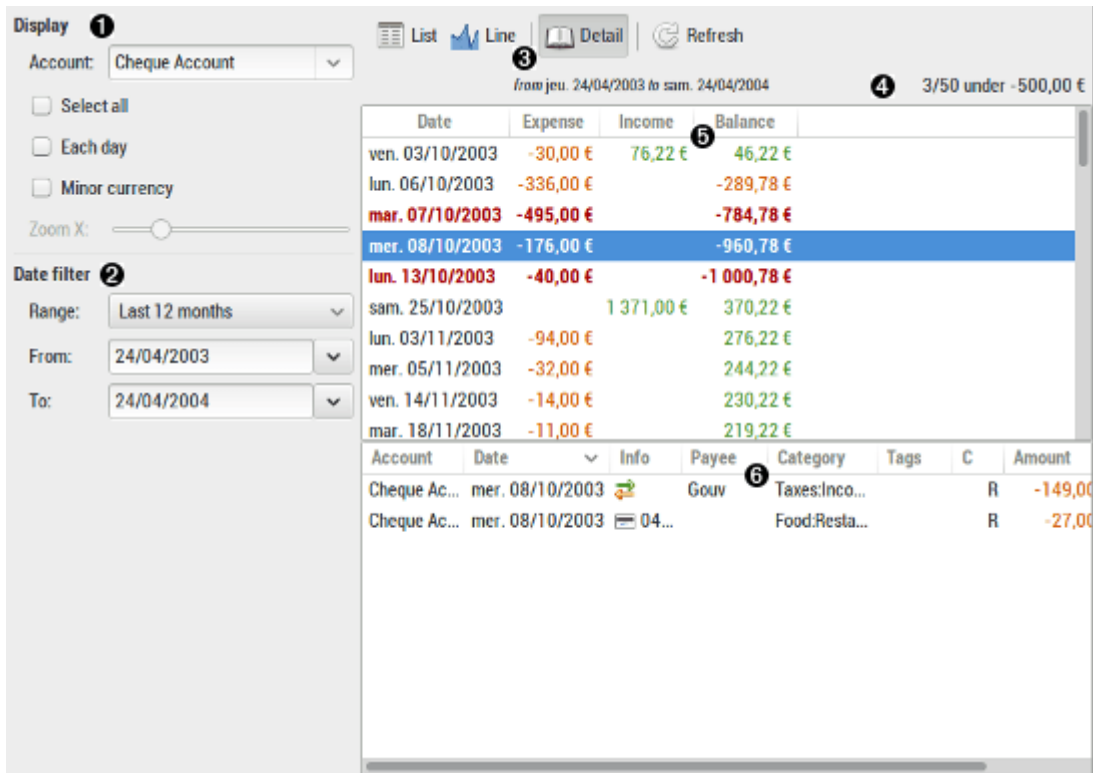 Display ❶
Account: Cheque Account
Select all
Each day
Minor currency
Zoom X:
Date filter ❷
Range: Last 12 months
From: 24/04/2003
To: 24/04/2004
List Line Detail Refresh
❸
from jeu. 24/04/2003 to sam. 24/04/2004 ❹ 3/50 under -500,00 €
Date Expense Income Balance
❺
ven. 03/10/2003 -30,00 € 76,22 € 46,22 €
lun. 06/10/2003 -336,00 € -289,78 €
mar. 07/10/2003 -495,00 € -784,78 €
mer. 08/10/2003 -176,00 € -960,78 €
lun. 13/10/2003 -40,00 € -1 000,78 €
sam. 25/10/2003 1 371,00 € 370,22 €
lun. 03/11/2003 -94,00 € 276,22 €
mer. 05/11/2003 -32,00 € 244,22 €
ven. 14/11/2003 -14,00 € 230,22 €
mar. 18/11/2003 -11,00 € 219,22 €
Account Date Info Payee Category Tags C Amount
❻
Cheque Ac... mer. 08/10/2003 Gouv Taxes:Inco... R -149,00
Cheque Ac... mer. 08/10/2003 04... Food:Resta... R -27,00